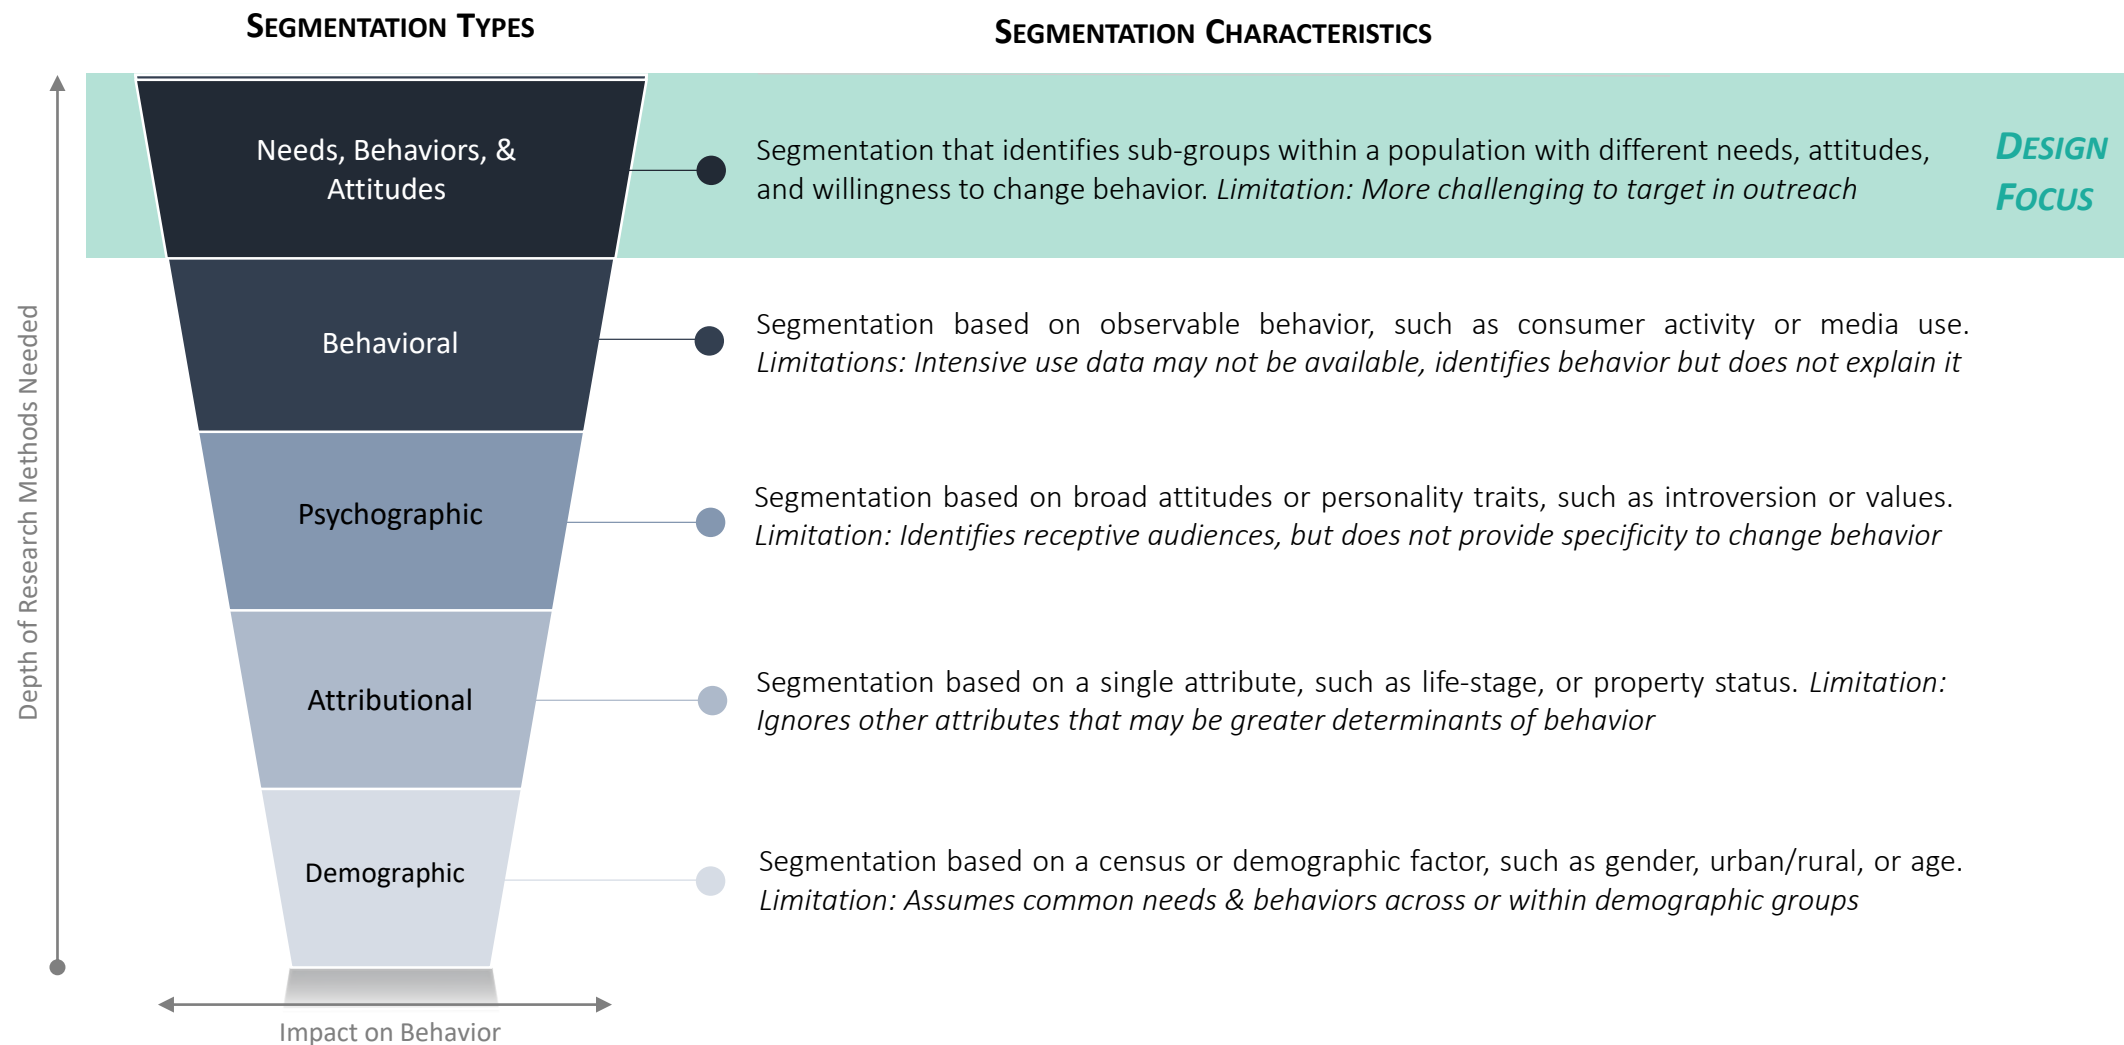 SEGMENTATION TYPES
SEGMENTATION CHARACTERISTICS
Needs, Behaviors, &
Attitudes
Segmentation that identifies sub-groups within a population with different needs, attitudes,
and willingness to change behavior. Limitation: More challenging to target in outreach
DESIGN
FOCUS
Behavioral
Segmentation based on observable behavior, such as consumer activity or media use.
Limitations: Intensive use data may not be available, identifies behavior but does not explain it
Psychographic
Segmentation based on broad attitudes or personality traits, such as introversion or values.
Limitation: Identifies receptive audiences, but does not provide specificity to change behavior
Attributional
Segmentation based on a single attribute, such as life-stage, or property status. Limitation:
Ignores other attributes that may be greater determinants of behavior
Demographic
Segmentation based on a census or demographic factor, such as gender, urban/rural, or age.
Limitation: Assumes common needs & behaviors across or within demographic groups
Depth of Research Methods Needed
Impact on Behavior